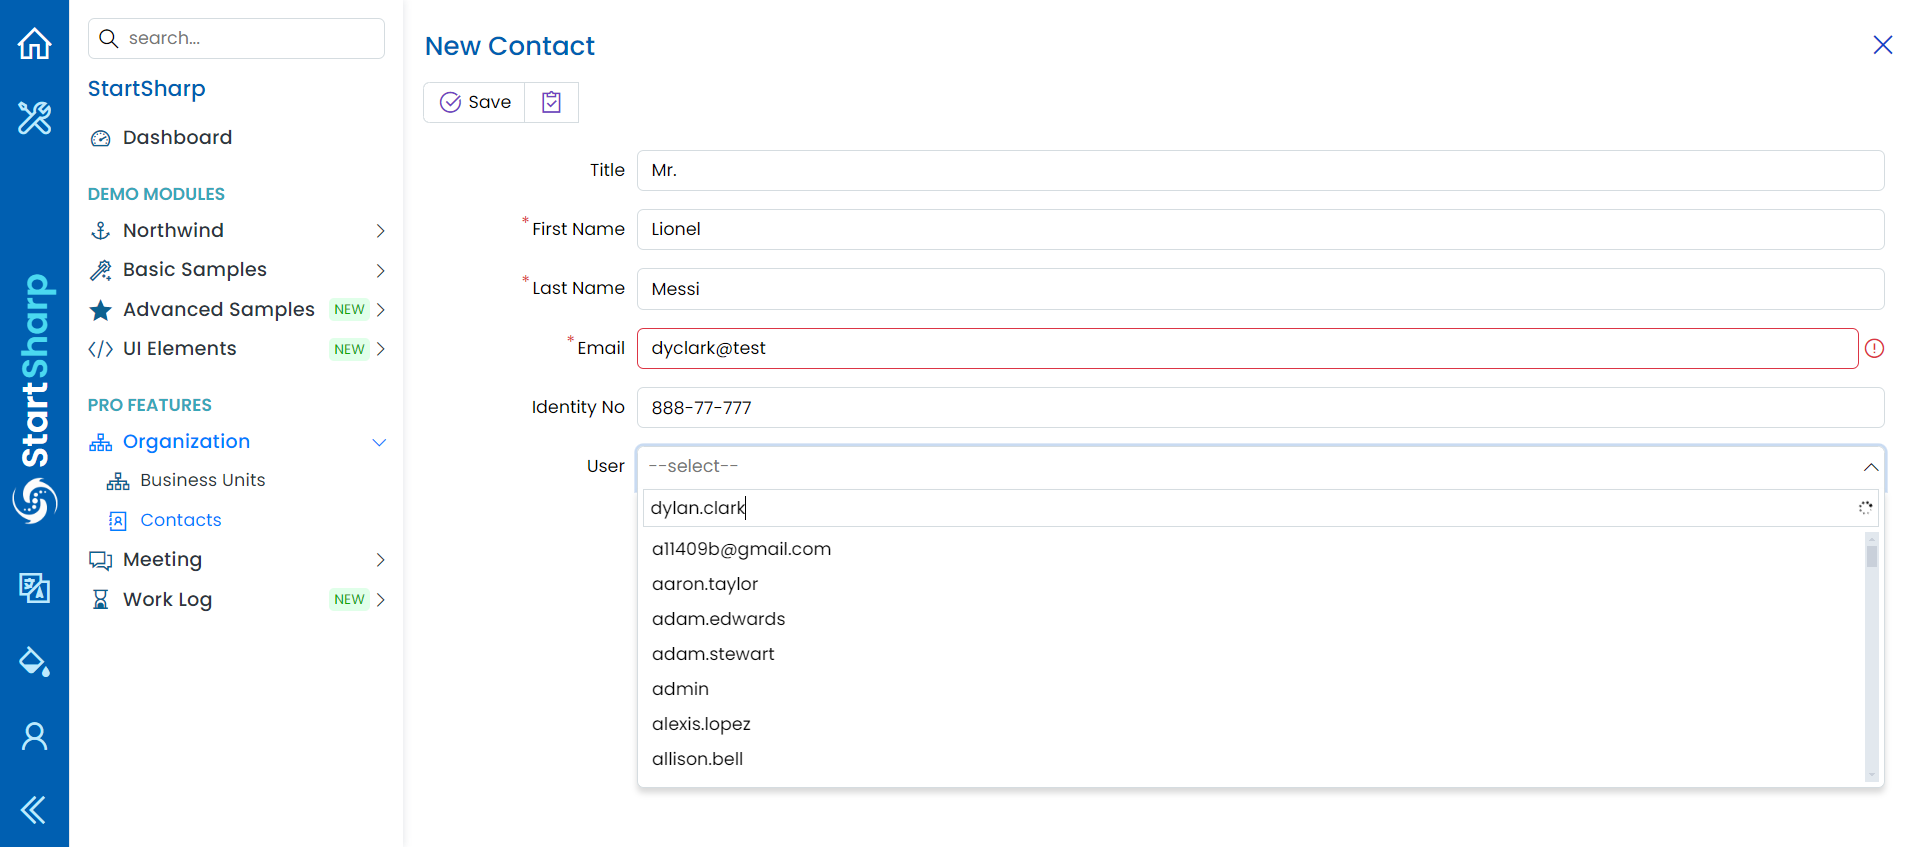 search...
StartSharp
Dashboard
DEMO MODULES
Northwind
Basic Samples
Advanced Samples NEW
UI Elements NEW
PRO FEATURES
Organization
Business Units
Contacts
Meeting
Work Log NEW
StartSharp
New Contact
Save
Title Mr.
*First Name Lionel
*Last Name Messi
*Email dyclark@test
Identity No 888-77-777
User --select--
dylan.clark
a11409b@gmail.com
aaron.taylor
adam.edwards
adam.stewart
admin
alexis.lopez
allison.bell